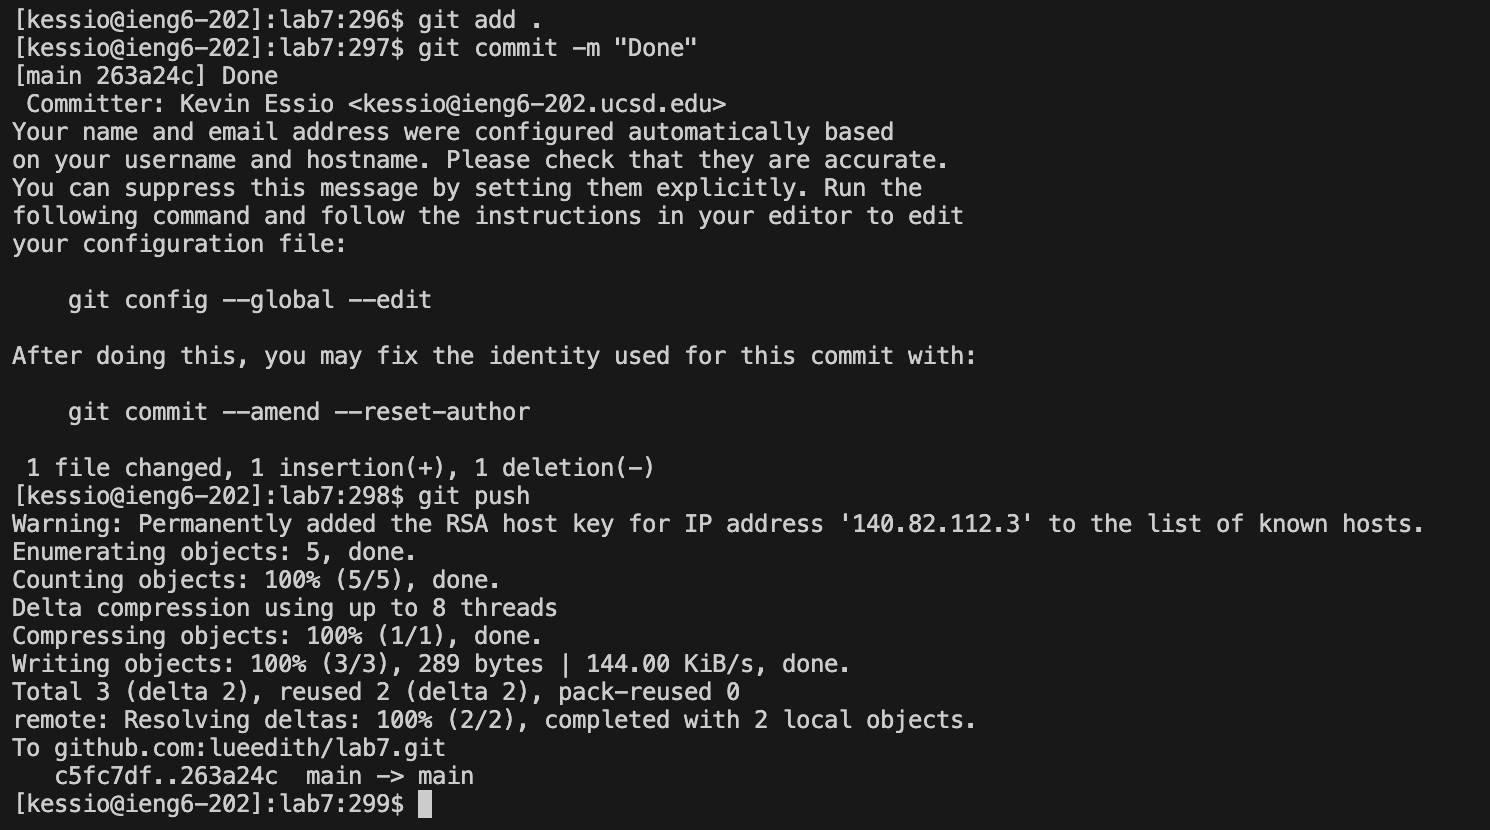 [kessio@ieng6-202]:lab7:296$ git add .
[kessio@ieng6-202]:lab7:297$ git commit -m "Done"
[main 263a24c] Done
 Committer: Kevin Essio <kessio@ieng6-202.ucsd.edu>
Your name and email address were configured automatically based
on your username and hostname. Please check that they are accurate.
You can suppress this message by setting them explicitly. Run the
following command and follow the instructions in your editor to edit
your configuration file:

    git config --global --edit

After doing this, you may fix the identity used for this commit with:

    git commit --amend --reset-author

 1 file changed, 1 insertion(+), 1 deletion(-)
[kessio@ieng6-202]:lab7:298$ git push
Warning: Permanently added the RSA host key for IP address '140.82.112.3' to the list of known hosts.
Enumerating objects: 5, done.
Counting objects: 100% (5/5), done.
Delta compression using up to 8 threads
Compressing objects: 100% (1/1), done.
Writing objects: 100% (3/3), 289 bytes | 144.00 KiB/s, done.
Total 3 (delta 2), reused 2 (delta 2), pack-reused 0
remote: Resolving deltas: 100% (2/2), completed with 2 local objects.
To github.com:lueedith/lab7.git
   c5fc7df..263a24c  main -> main
[kessio@ieng6-202]:lab7:299$